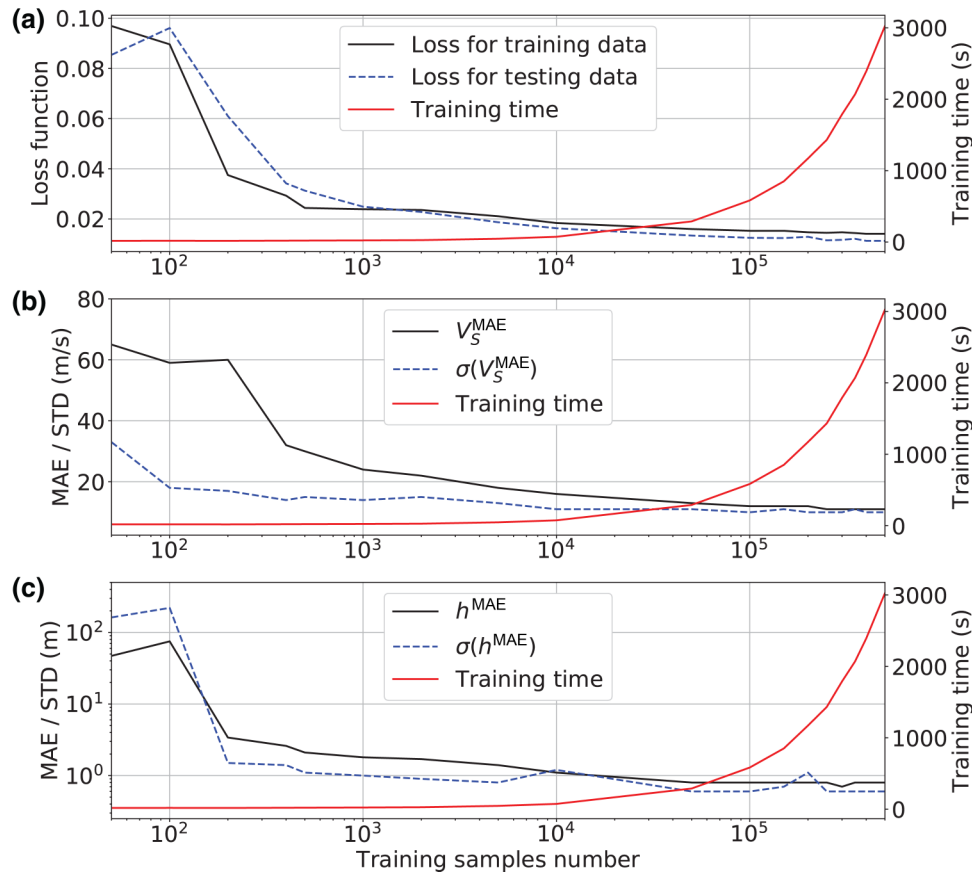 (a)
0.10
0.08
0.06
0.04
0.02
Loss function
Loss for training data
Loss for testing data
Training time
3000
2000
1000
0
Training time (s)
10²
10³
10⁴
10⁵
(b)
80
60
40
20
MAE / STD (m/s)
V_S^MAE
σ(V_S^MAE)
Training time
3000
2000
1000
0
Training time (s)
10²
10³
10⁴
10⁵
(c)
10²
10¹
10⁰
MAE / STD (m)
h^MAE
σ(h^MAE)
Training time
3000
2000
1000
0
Training time (s)
10²
10³
10⁴
10⁵
Training samples number